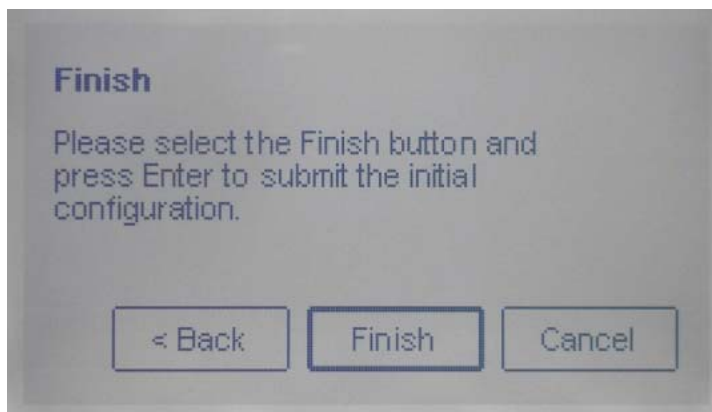 Finish
Please select the Finish button and
press Enter to submit the initial
configuration.
< Back Finish Cancel